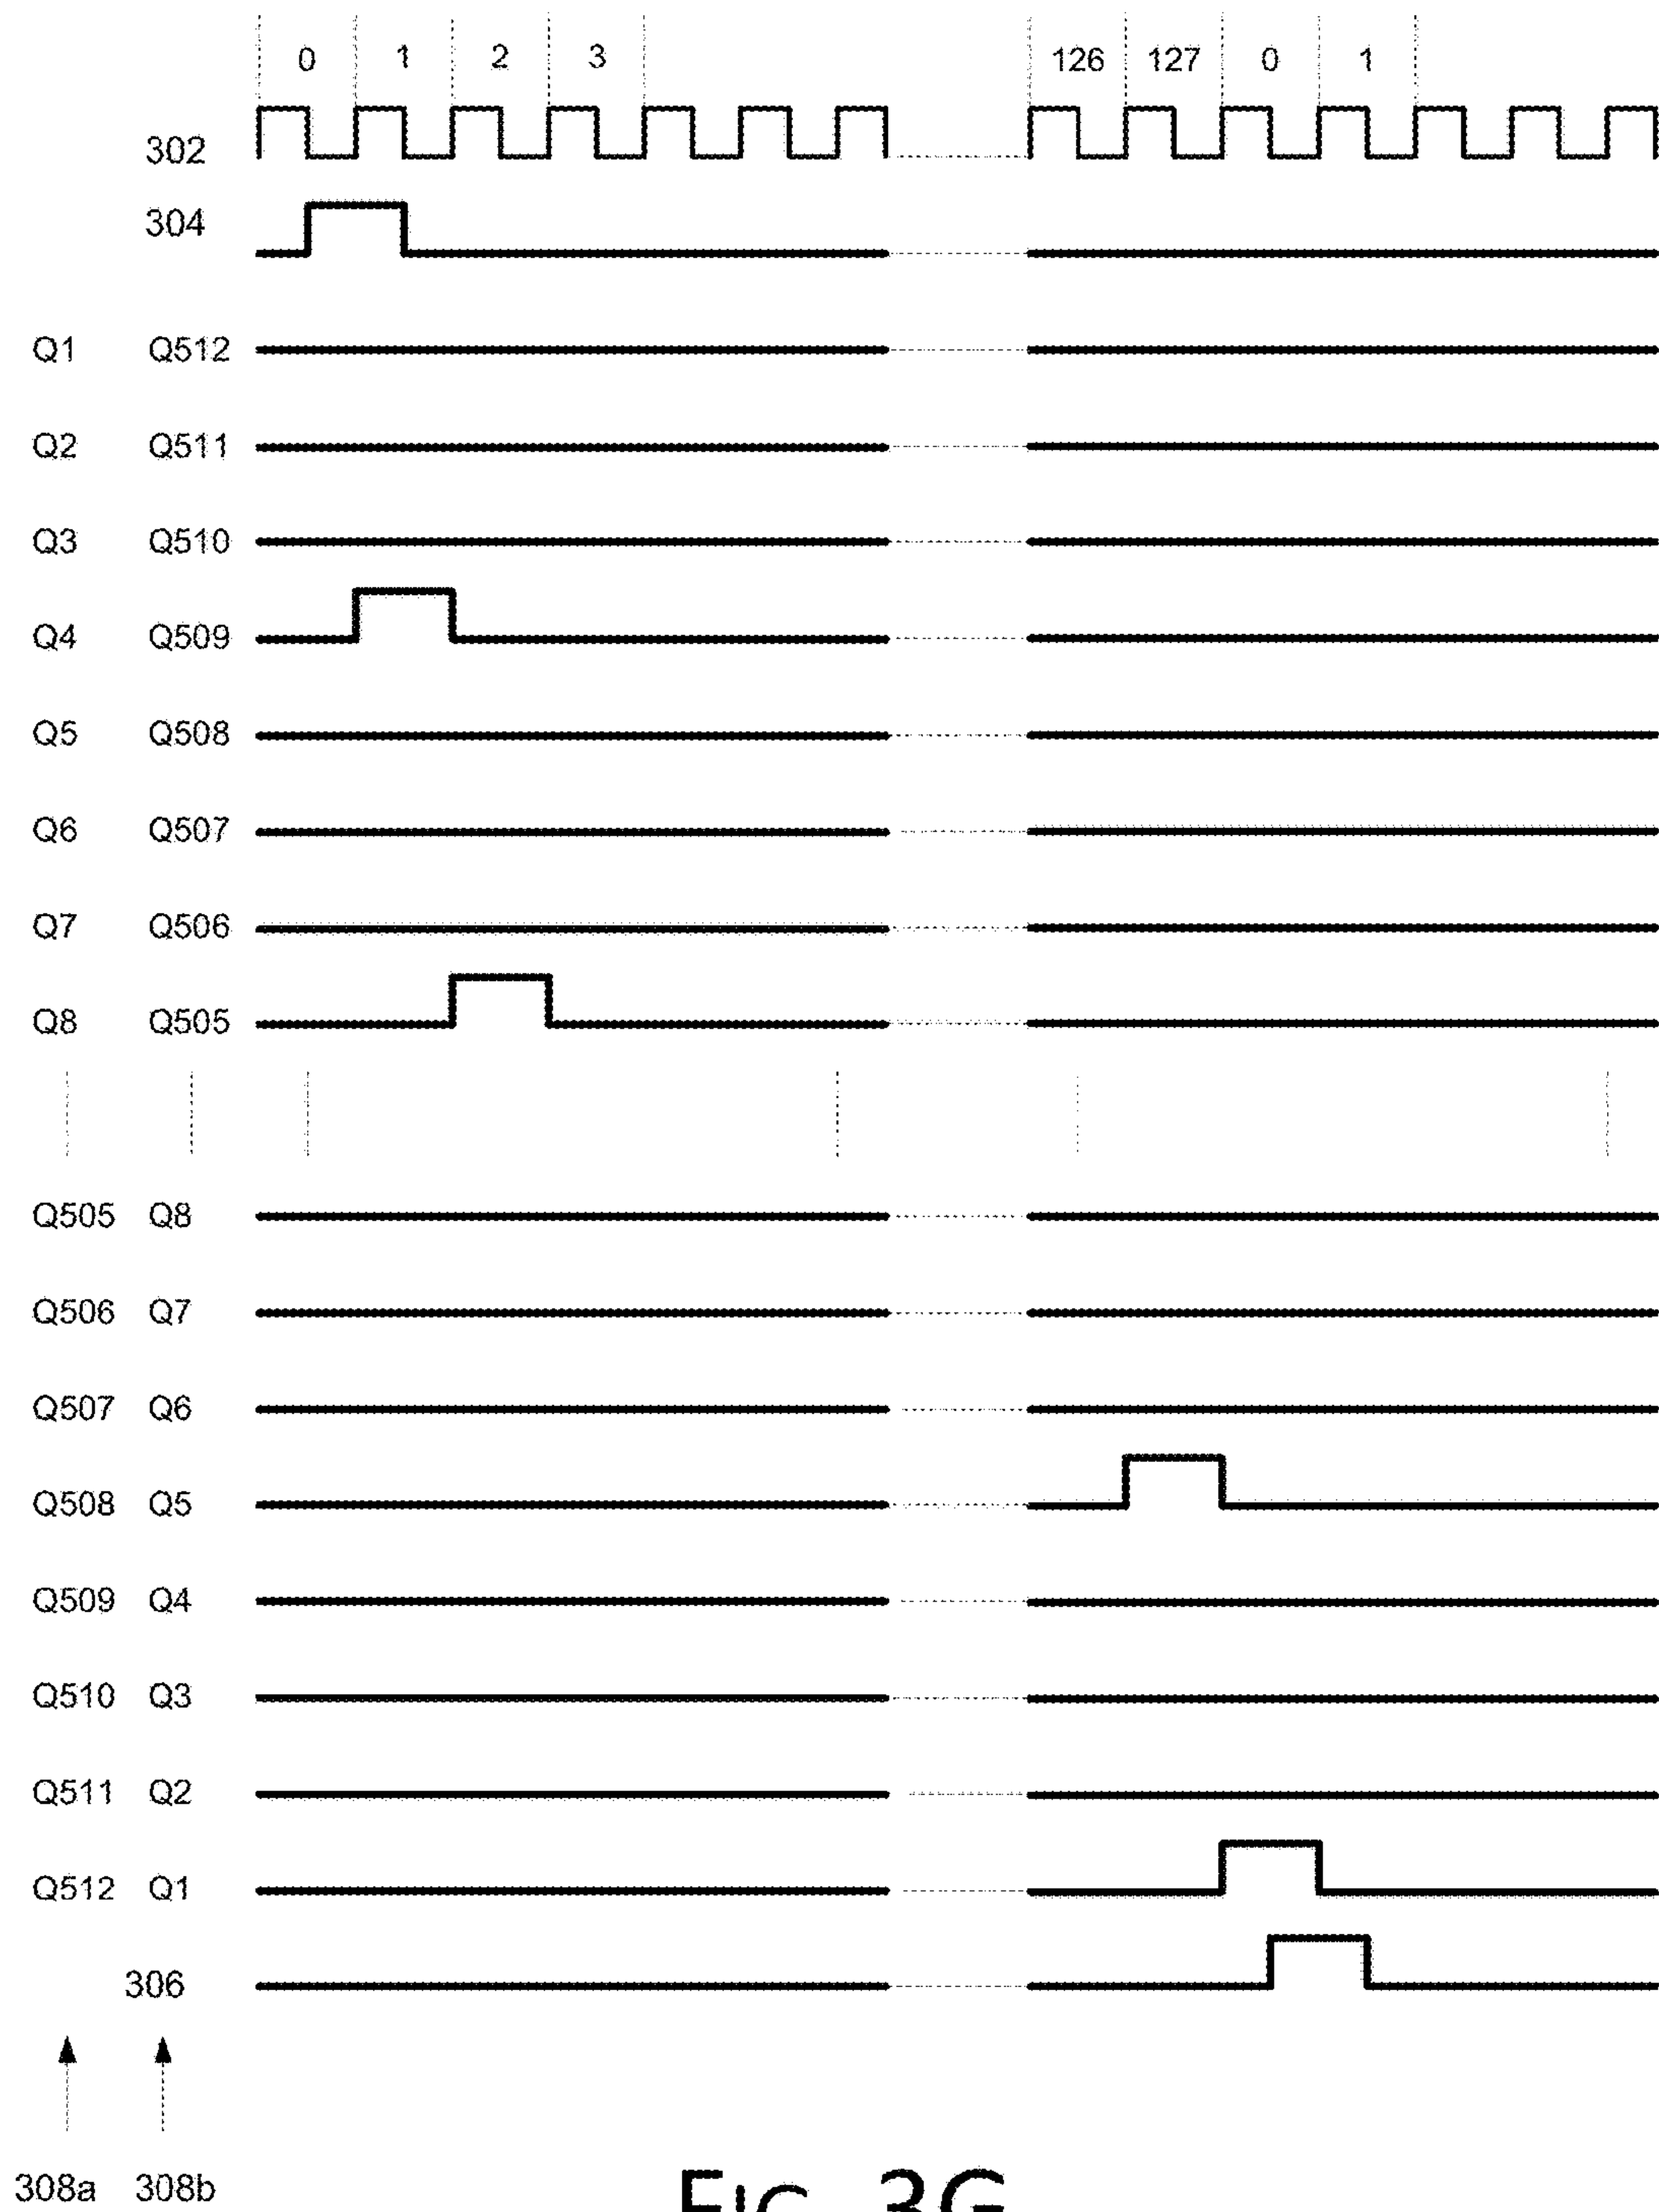 0 1 2 3 126 127 0 1
302
304
Q1 Q512
Q2 Q511
Q3 Q510
Q4 Q509
Q5 Q508
Q6 Q507
Q7 Q506
Q8 Q505
Q505 Q8
Q506 Q7
Q507 Q6
Q508 Q5
Q509 Q4
Q510 Q3
Q511 Q2
Q512 Q1
306
308a 308b
FIG. 3G